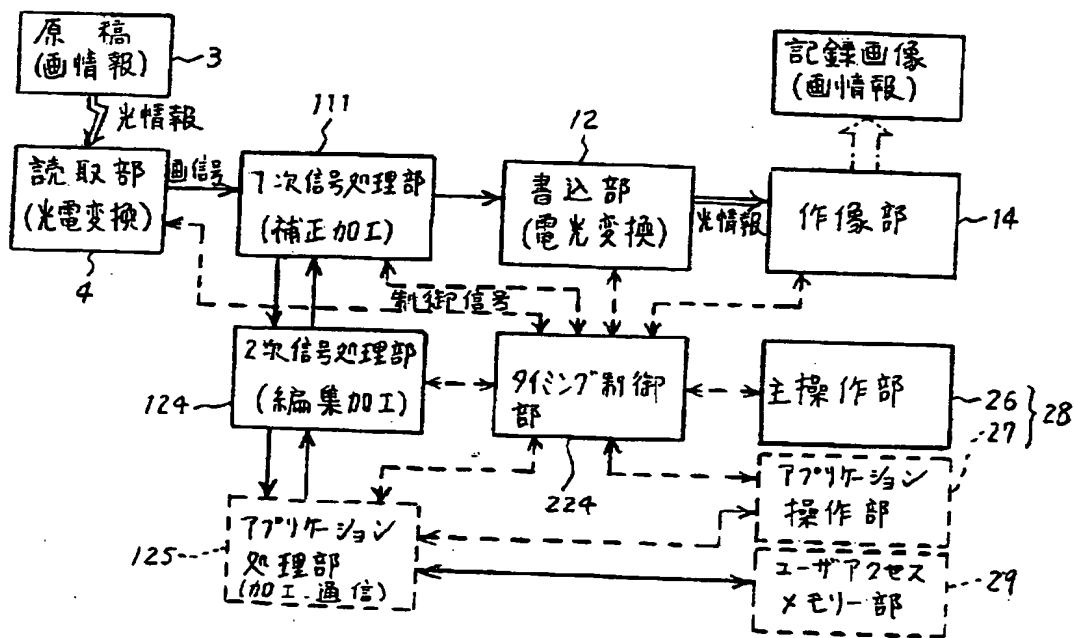 原稿
(画情報)
3
光情報
読取部
(光電変換)
4
画信号
111
1次信号処理部
(補正加工)
12
書込部
(電光変換)
光情報
記録画像
(画情報)
作像部
14
制御信号
2次信号処理部
(編集加工)
124
タイミング制御
部
224
主操作部
26
27
28
アプリケーション
操作部
アプリケーション
処理部
(加工・通信)
125
ユーザアクセス
メモリー部
29